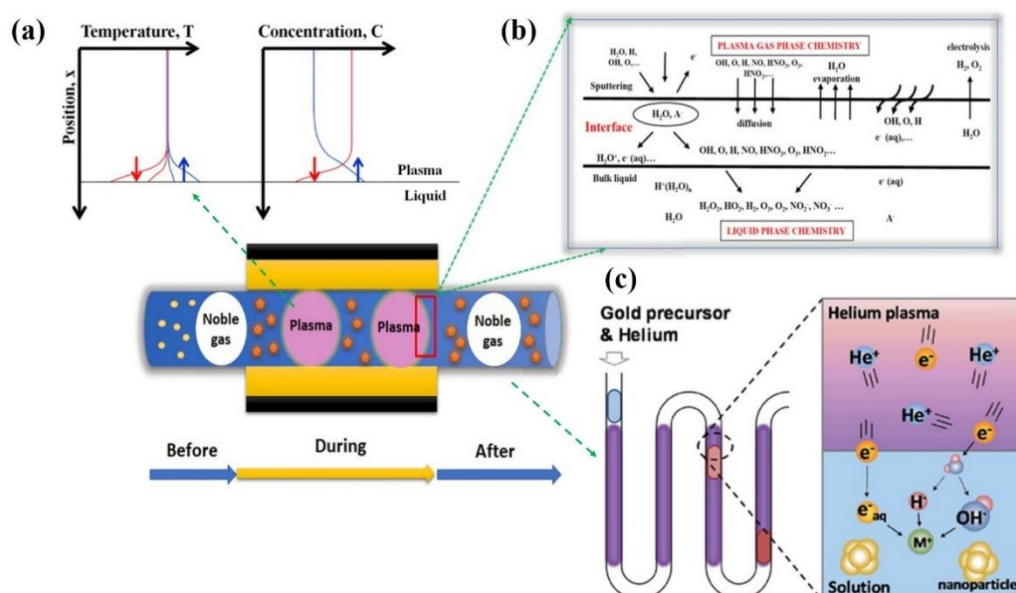 (a)
Temperature, T
Concentration, C
Position, x
Plasma
Liquid
Noble
gas
Plasma
Plasma
Noble
gas
Before
During
After
(b)
PLASMA GAS PHASE CHEMISTRY
H₂O, H,
OH, O,...
e⁻
OH, O, H, NO, HNO₃, O₃,
HNO₂...
H₂O
evaporation
electrolysis
H₂, O₂
Sputtering
Interface
H₂O, A⁻
diffusion
OH, O, H
e⁻ (aq),...
H₂O
H₂O⁺, e⁻ (aq)...
OH, O, H, NO, HNO₃, O₃, HNO₂...
Bulk liquid
H⁺(H₂O)ₙ
e⁻ (aq)
H₂O₂, HO₂, H₂, O₃, O₂, NO₂⁻, NO₃⁻ ...
H₂O
A⁻
LIQUID PHASE CHEMISTRY
(c)
Gold precursor
& Helium
Helium plasma
He⁺
e⁻
He⁺
He⁺
e⁻
e⁻
e⁻aq
H⁻
OH⁻
M⁺
Solution
nanoparticle